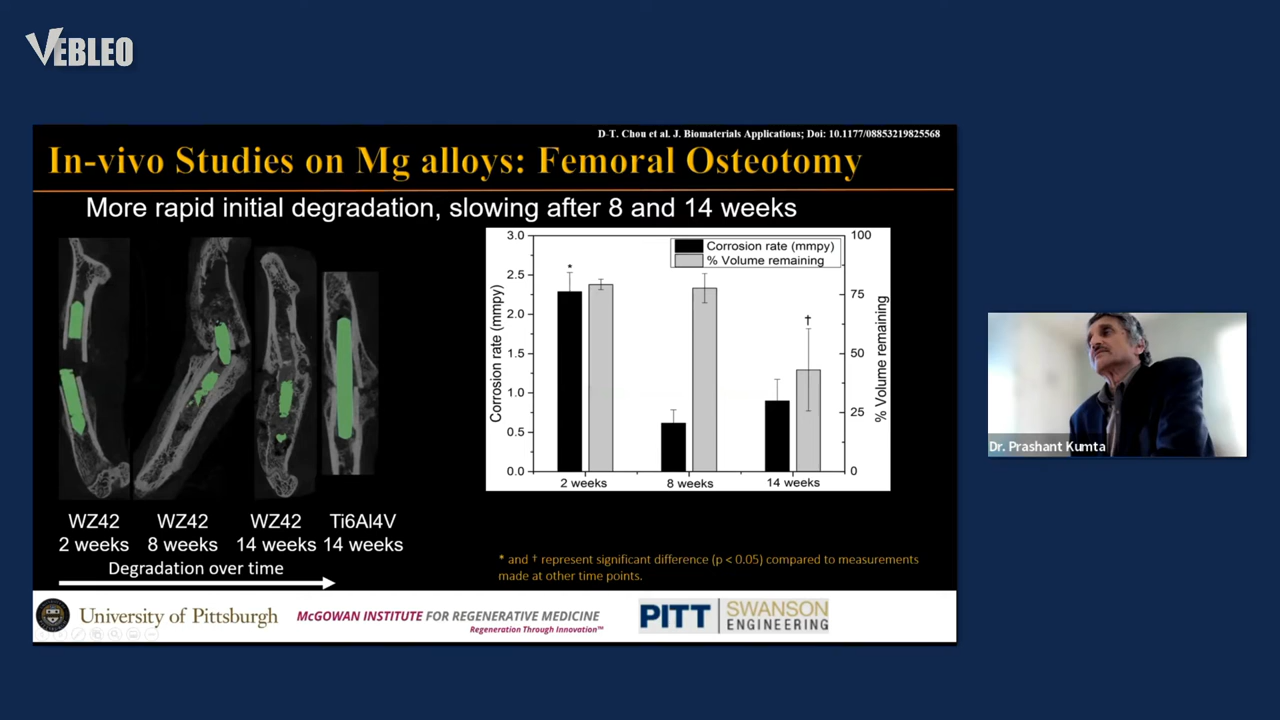 VEBLEO
D-T. Chou et al. J. Biomaterials Applications; Doi: 10.1177/08853219825568
In-vivo Studies on Mg alloys: Femoral Osteotomy
More rapid initial degradation, slowing after 8 and 14 weeks
WZ42
2 weeks
WZ42
8 weeks
WZ42
14 weeks
Ti6Al4V
14 weeks
Degradation over time
Corrosion rate (mmpy)
3.0
2.5
2.0
1.5
1.0
0.5
0.0
Corrosion rate (mmpy)
% Volume remaining
*
†
2 weeks
8 weeks
14 weeks
100
75
50
25
0
% Volume remaining
* and † represent significant difference (p < 0.05) compared to measurements
made at other time points.
University of Pittsburgh
McGOWAN INSTITUTE FOR REGENERATIVE MEDICINE
Regeneration Through Innovation™
PITT
SWANSON
ENGINEERING
Dr. Prashant Kumta